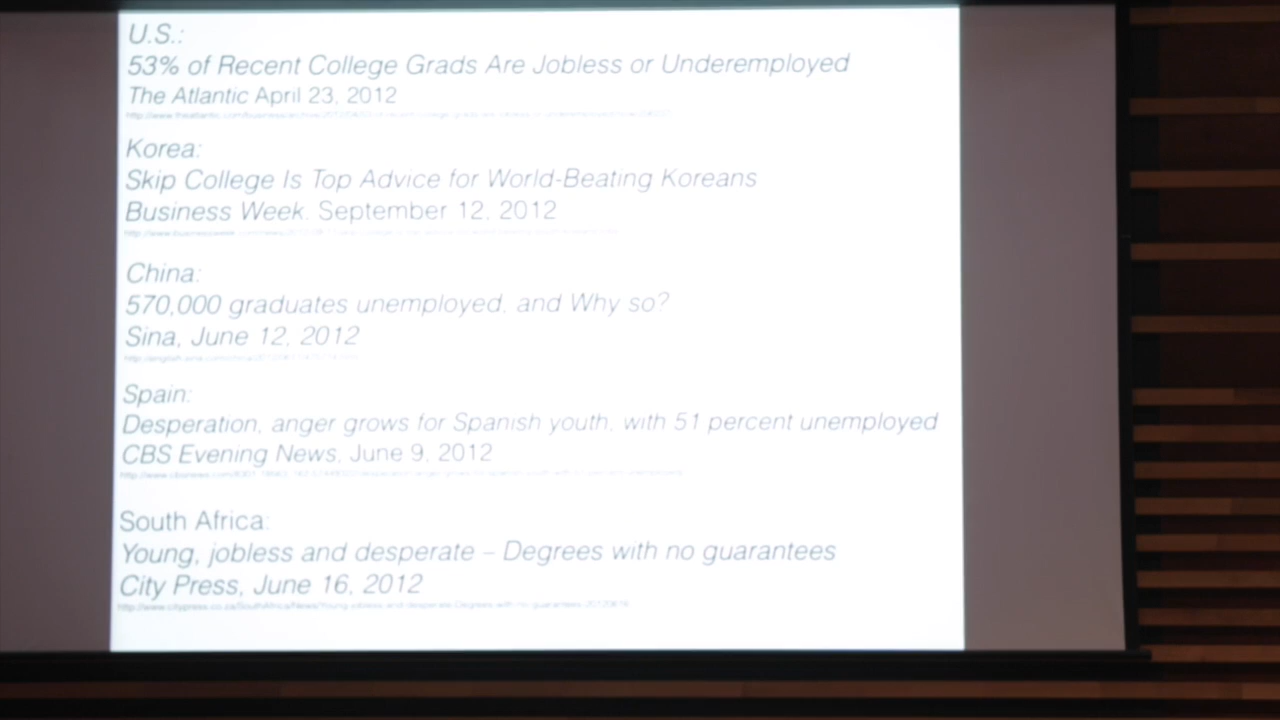 U.S.:
53% of Recent College Grads Are Jobless or Underemployed
The Atlantic April 23, 2012
Korea:
Skip College Is Top Advice for World-Beating Koreans
Business Week. September 12, 2012
China:
570,000 graduates unemployed, and Why so?
Sina, June 12, 2012
Spain:
Desperation, anger grows for Spanish youth, with 51 percent unemployed
CBS Evening News, June 9, 2012
South Africa:
Young, jobless and desperate – Degrees with no guarantees
City Press, June 16, 2012